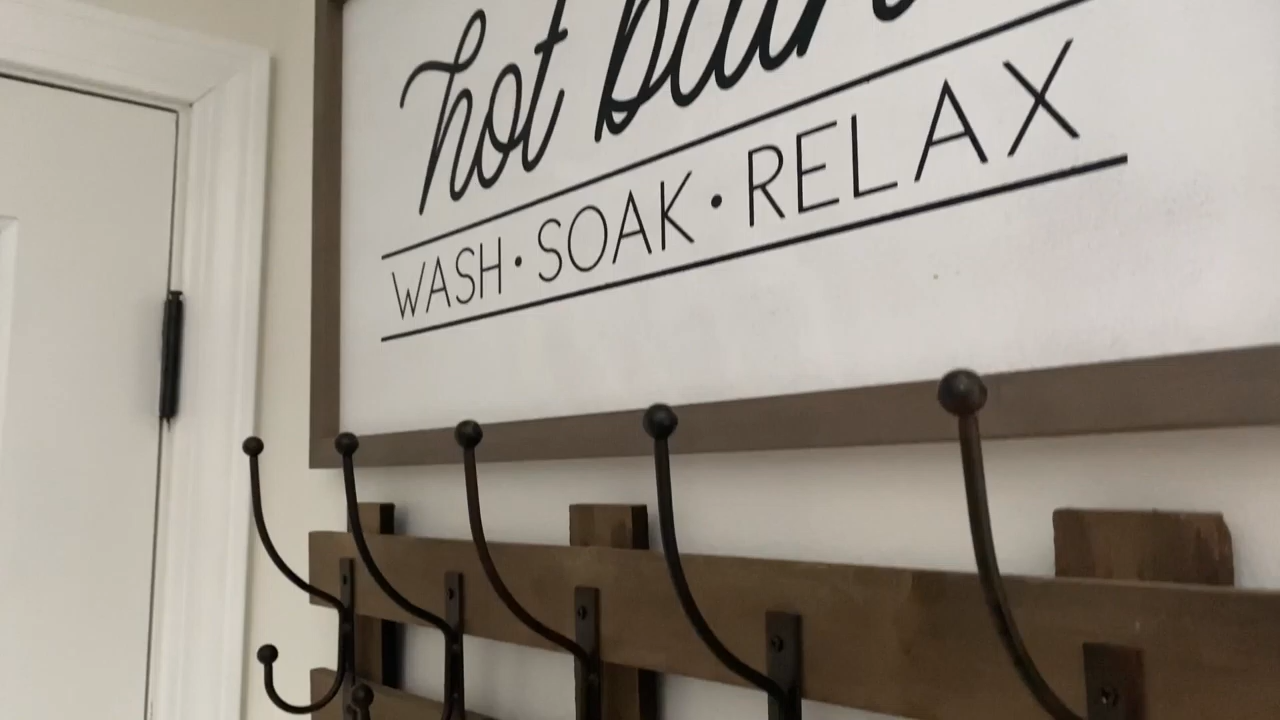 hot
WASH • SOAK • RELAX